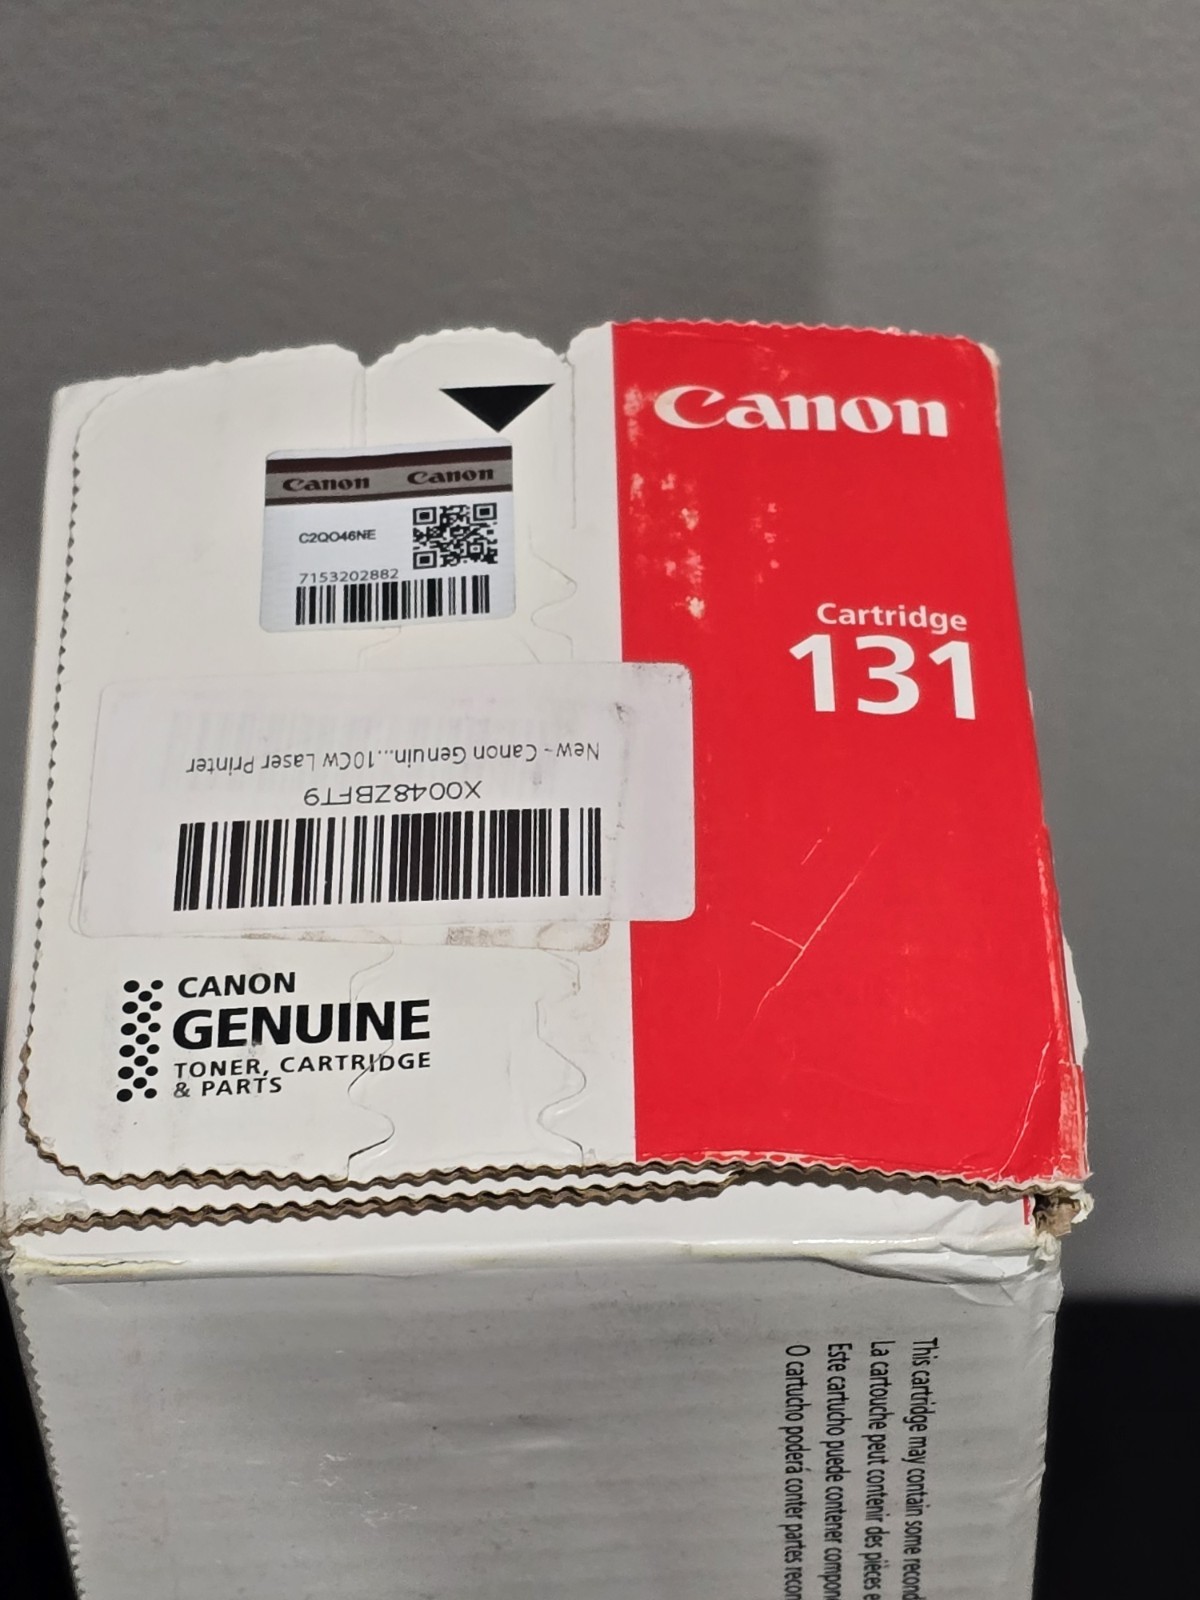 Canon
Canon Canon
C2QO46NE
7153202882
Cartridge
131
New - Canon Genuin...10Cw Laser Printer
X0048ZBFT9
CANON
GENUINE
TONER, CARTRIDGE
& PARTS
This cartridge may contain some recond
La cartouche peut contenir des pièces e
Este cartucho puede contener compon
O cartucho poderá conter partes recon